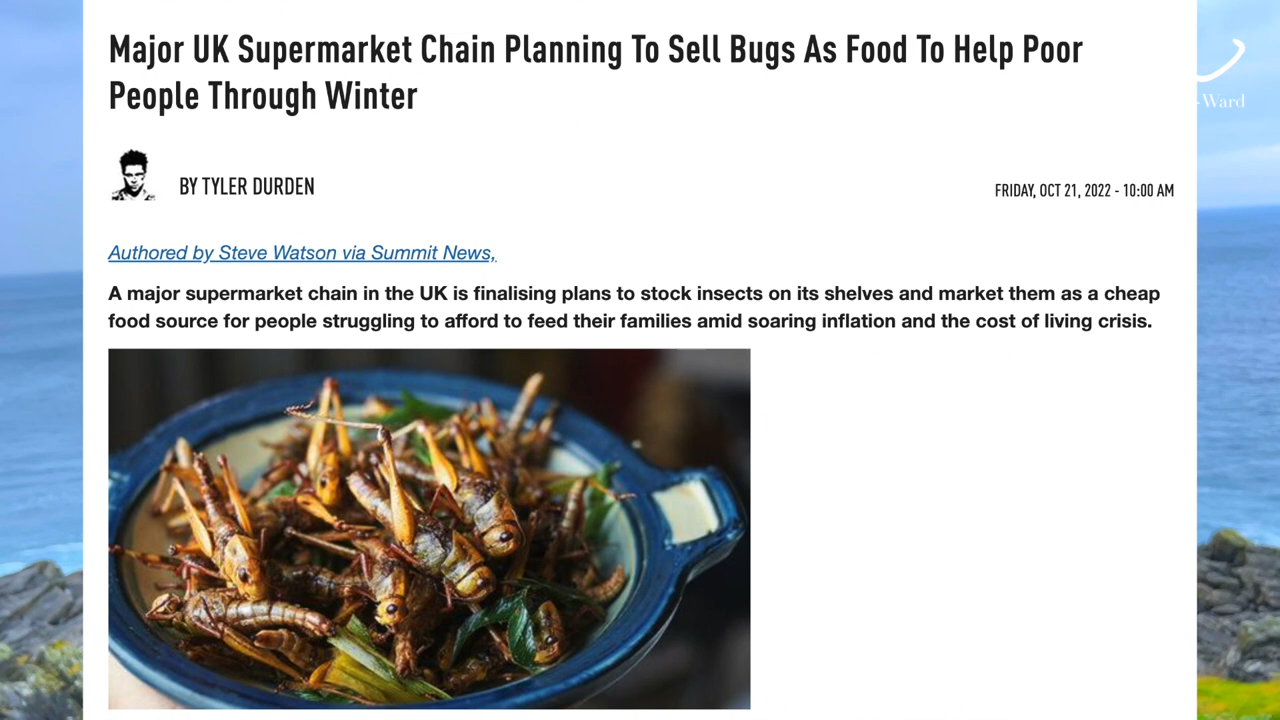 Major UK Supermarket Chain Planning To Sell Bugs As Food To Help Poor
People Through Winter
-Ward
BY TYLER DURDEN
FRIDAY, OCT 21, 2022 - 10:00 AM
Authored by Steve Watson via Summit News,
A major supermarket chain in the UK is finalising plans to stock insects on its shelves and market them as a cheap
food source for people struggling to afford to feed their families amid soaring inflation and the cost of living crisis.